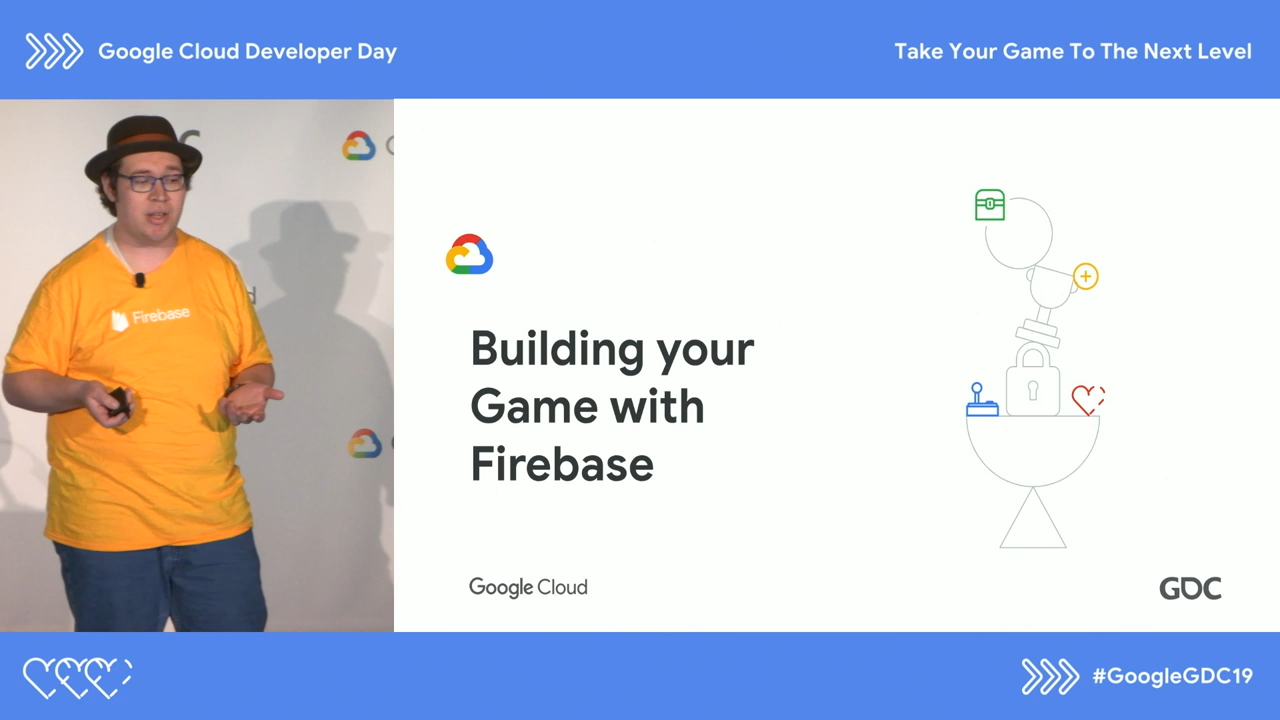 Google Cloud Developer Day
Take Your Game To The Next Level
Firebase
Building your
Game with
Firebase
Google Cloud
GDC
#GoogleGDC19